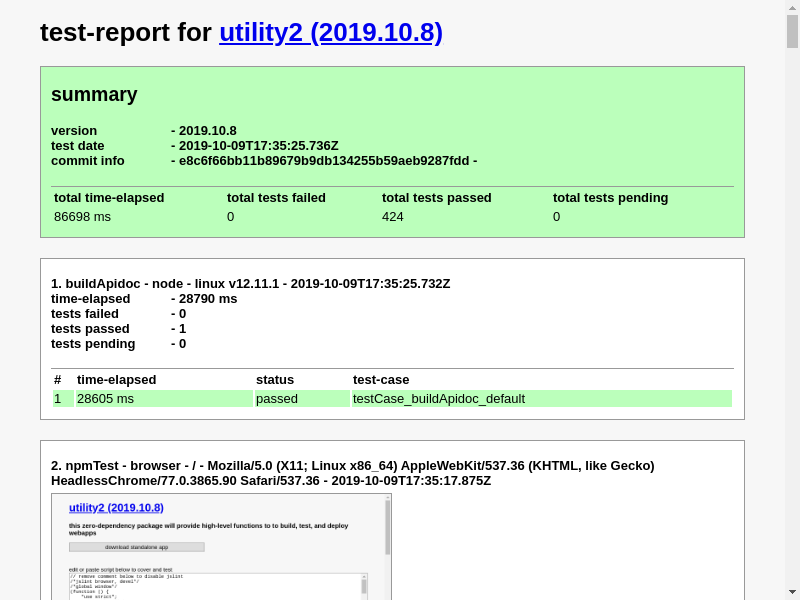 test-report for utility2 (2019.10.8)
summary
version - 2019.10.8
test date - 2019-10-09T17:35:25.736Z
commit info - e8c6f66bb11b89679b9db134255b59aeb9287fdd -
total time-elapsed total tests failed total tests passed total tests pending
86698 ms 0 424 0
1. buildApidoc - node - linux v12.11.1 - 2019-10-09T17:35:25.732Z
time-elapsed - 28790 ms
tests failed - 0
tests passed - 1
tests pending - 0
# time-elapsed status test-case
1 28605 ms passed testCase_buildApidoc_default
2. npmTest - browser - / - Mozilla/5.0 (X11; Linux x86_64) AppleWebKit/537.36 (KHTML, like Gecko)
HeadlessChrome/77.0.3865.90 Safari/537.36 - 2019-10-09T17:35:17.875Z
utility2 (2019.10.8)
this zero-dependency package will provide high-level functions to to build, test, and deploy
webapps
download standalone app
edit or paste script below to cover and test
// remove comment below to disable jslint
/*jslint browser, devel*/
/*global window*/
(function () {
"use strict";